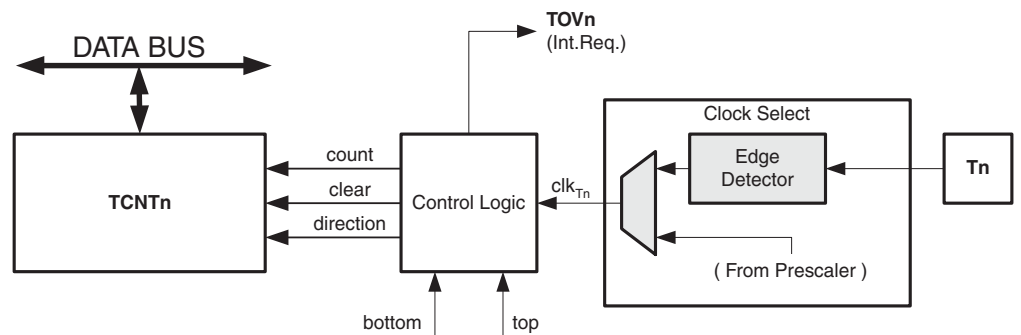 TOVn
(Int.Req.)
DATA BUS
Clock Select
count
clear
direction
TCNTn
Control Logic
clkTn
Edge
Detector
Tn
( From Prescaler )
bottom
top